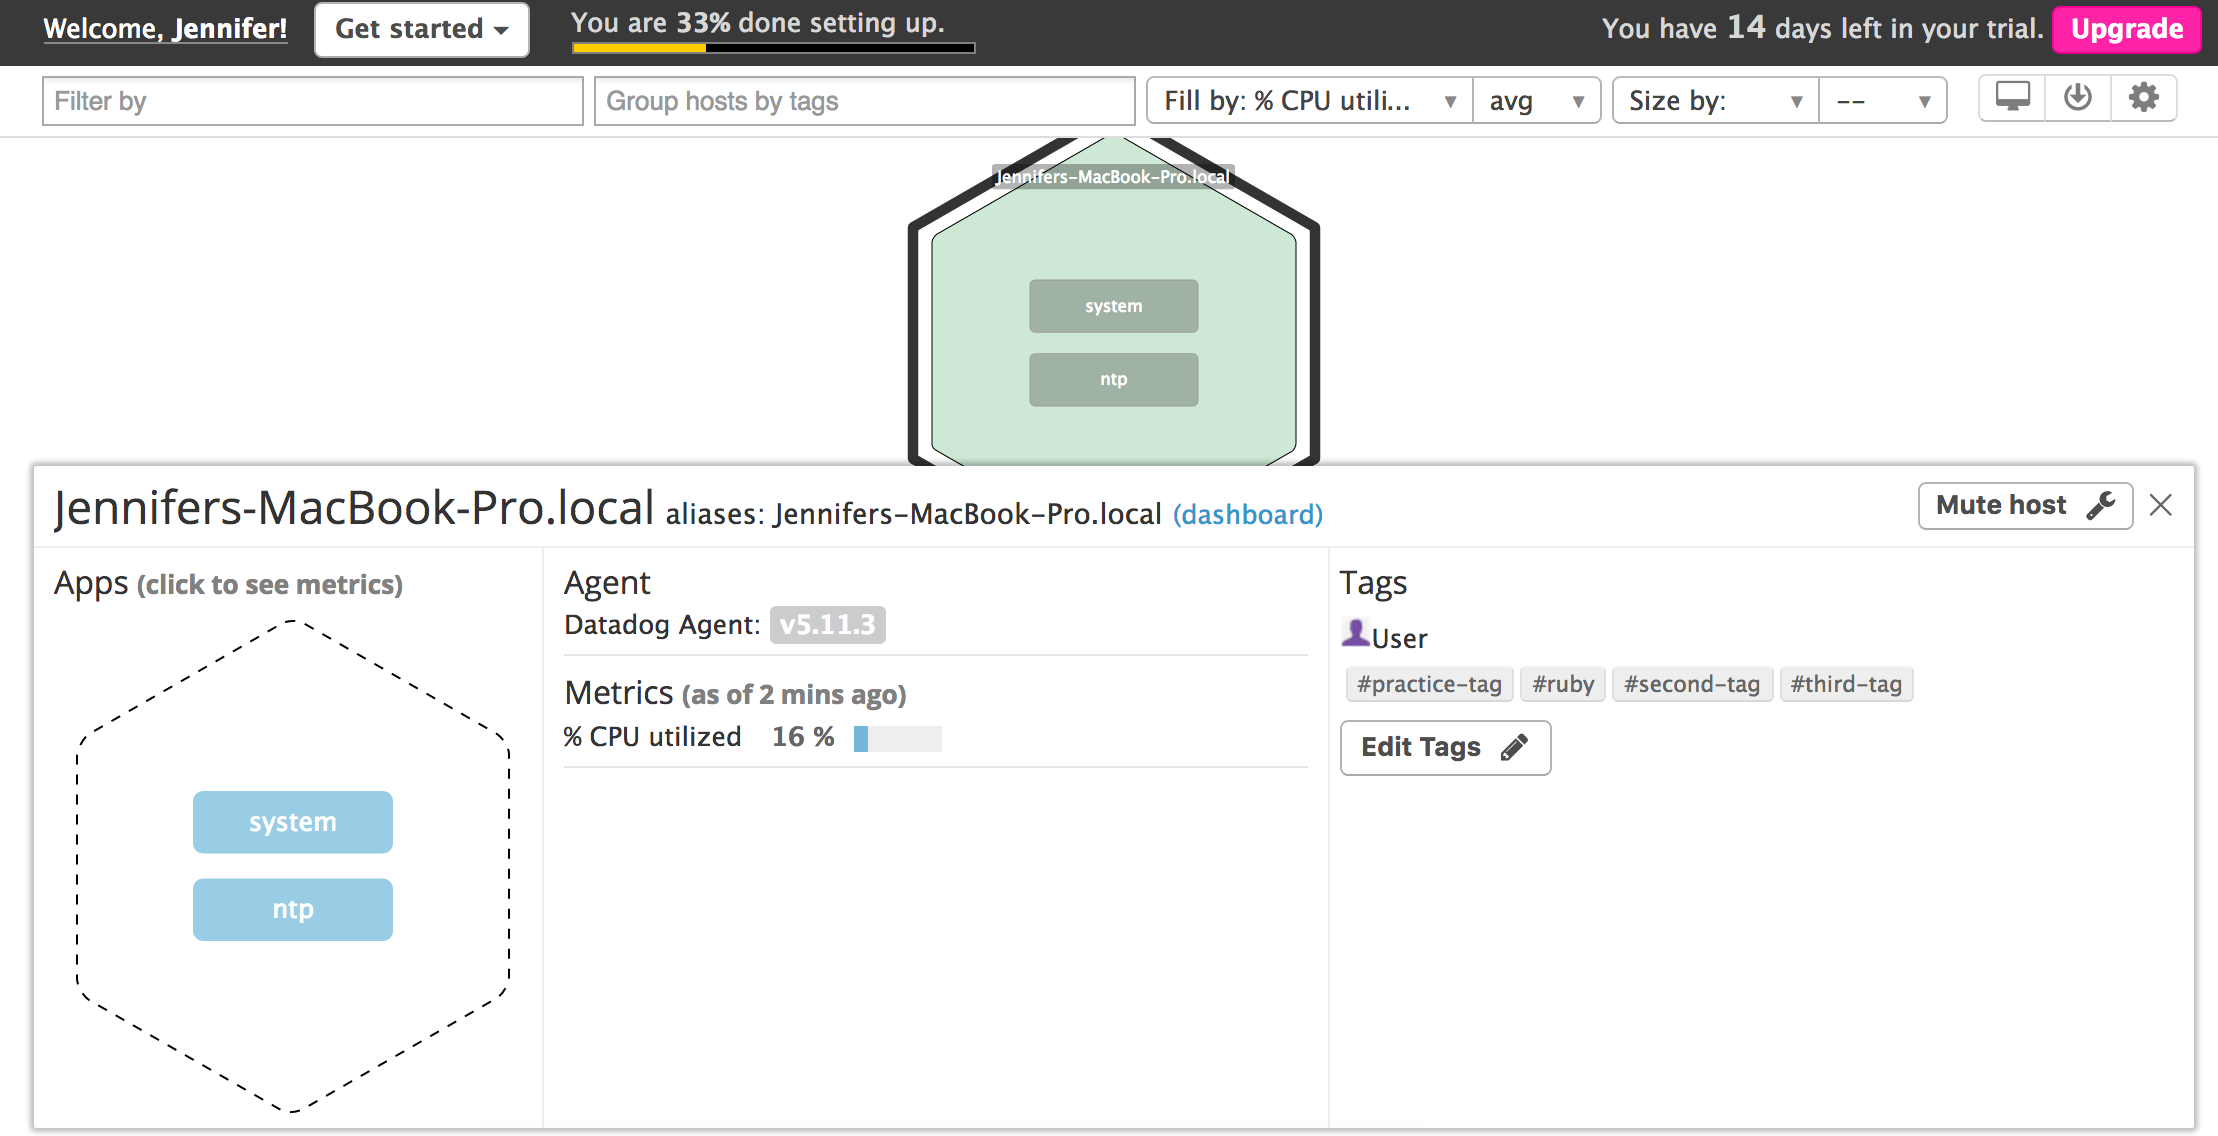 Welcome, Jennifer! Get started You are 33% done setting up. You have 14 days left in your trial. Upgrade
Filter by Group hosts by tags Fill by: % CPU utili... avg Size by: --
Jennifers-MacBook-Pro.local
system
ntp
Jennifers-MacBook-Pro.local aliases: Jennifers-MacBook-Pro.local (dashboard) Mute host
Apps (click to see metrics)
system
ntp
Agent
Datadog Agent: v5.11.3
Metrics (as of 2 mins ago)
% CPU utilized 16 %
Tags
User
#practice-tag #ruby #second-tag #third-tag
Edit Tags